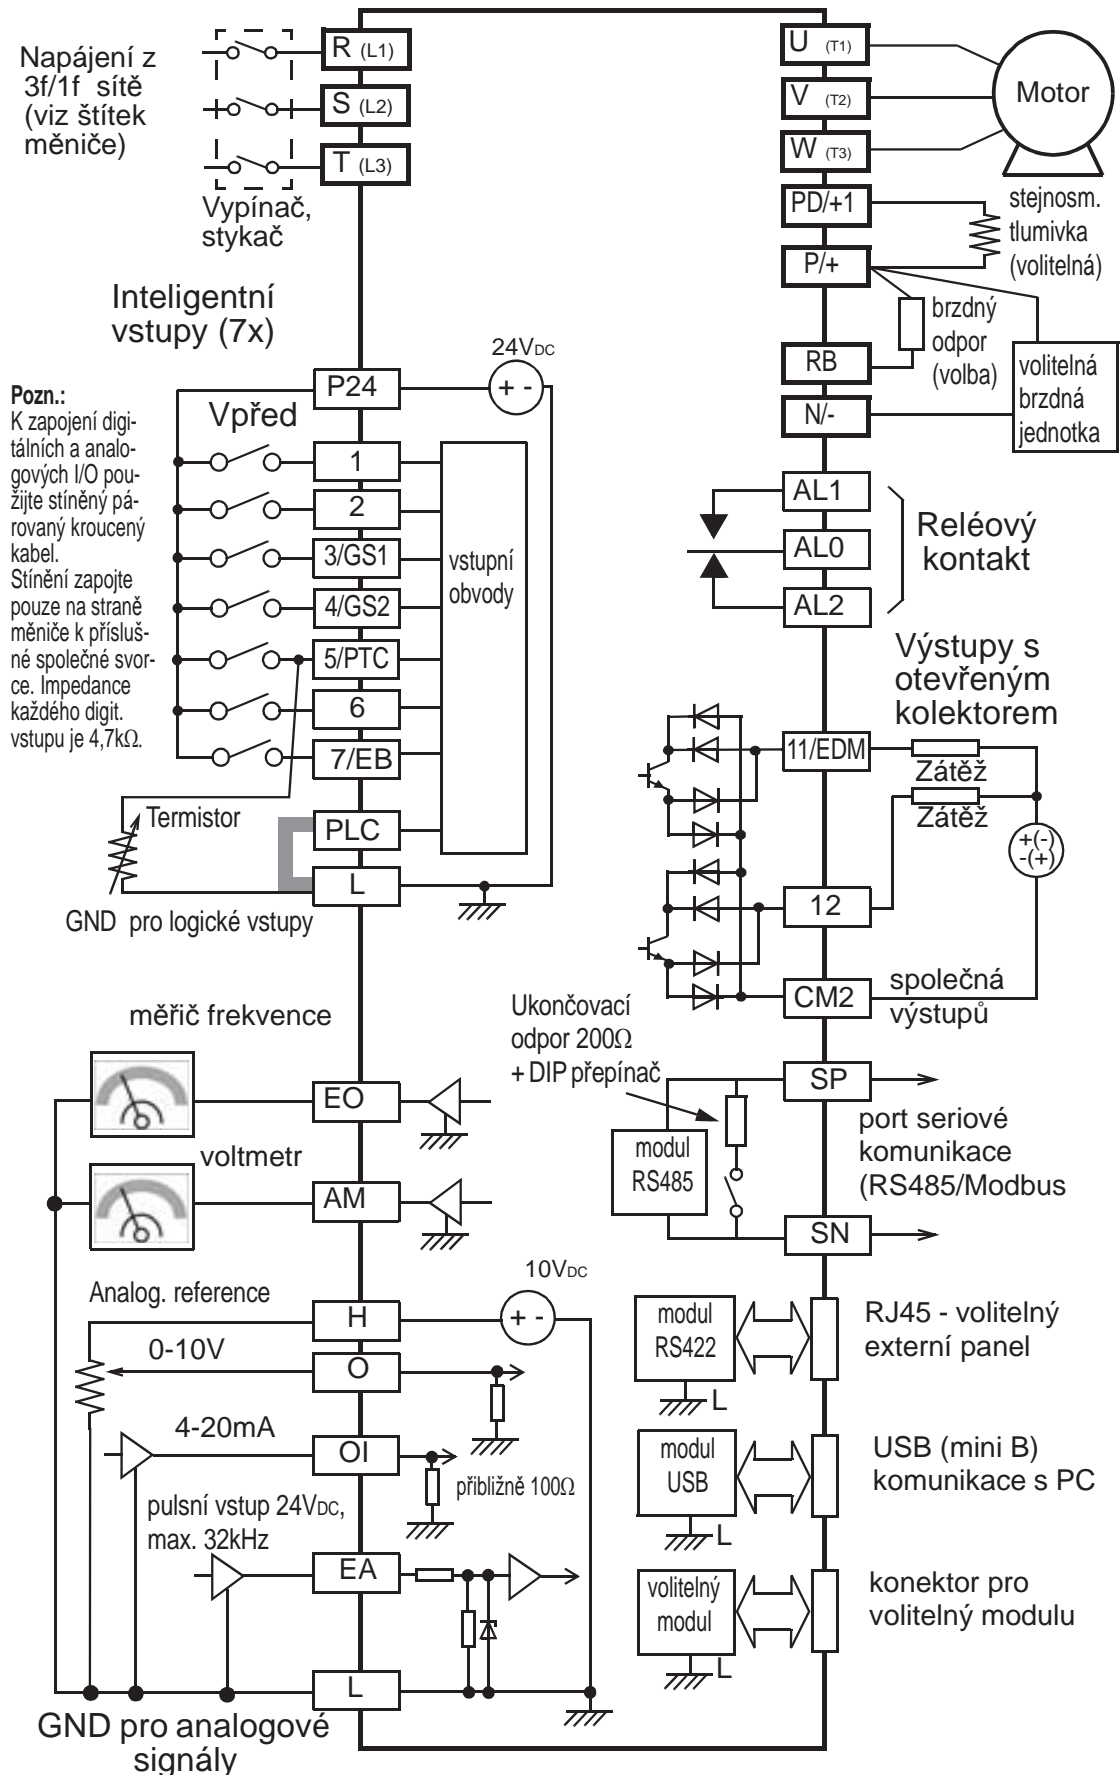 Napájení z
3f/1f sítě
(viz štítek
měniče)
R (L1)
S (L2)
T (L3)
Vypínač,
stykač
U (T1)
V (T2)
W (T3)
Motor
PD/+1
P/+
stejnosm.
tlumivka
(volitelná)
RB
N/-
brzdný
odpor
(volba)
volitelná
brzdná
jednotka
Inteligentní
vstupy (7x)
24VDC
+ -
P24
Vpřed
1
2
3/GS1
4/GS2
5/PTC
6
7/EB
PLC
L
vstupní
obvody
Pozn.:
K zapojení digi-
tálních a analo-
gových I/O pou-
žijte stíněný pá-
rovaný kroucený
kabel.
Stínění zapojte
pouze na straně
měniče k přísluš-
né společné svor-
ce. Impedance
každého digit.
vstupu je 4,7kΩ.
Termistor
GND pro logické vstupy
AL1
AL0
AL2
Reléový
kontakt
Výstupy s
otevřeným
kolektorem
11/EDM
Zátěž
Zátěž
+(-)
-(+)
12
CM2
společná
výstupů
měřič frekvence
EO
voltmetr
AM
Ukončovací
odpor 200Ω
+ DIP přepínač
modul
RS485
SP
SN
port seriové
komunikace
(RS485/Modbus
Analog. reference
10VDC
+ -
H
0-10V
O
4-20mA
OI
přibližně 100Ω
pulsní vstup 24VDC,
max. 32kHz
EA
L
GND pro analogové
signály
modul
RS422
L
RJ45 - volitelný
externí panel
modul
USB
L
USB (mini B)
komunikace s PC
volitelný
modul
L
konektor pro
volitelný modulu